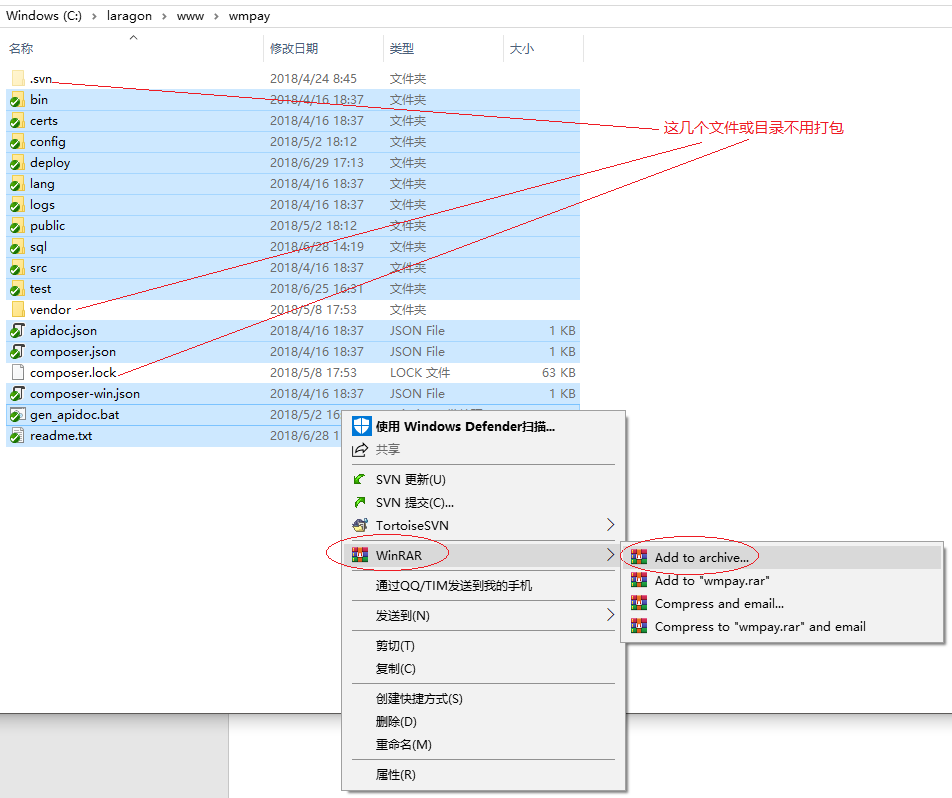 Windows (C:) > laragon > www > wmpay
名称 修改日期 类型 大小
.svn 2018/4/24 8:45 文件夹
bin 2018/4/16 18:37 文件夹
certs 2018/4/16 18:37 文件夹
这几个文件或目录不用打包
config 2018/5/2 18:12 文件夹
deploy 2018/6/29 17:13 文件夹
lang 2018/4/16 18:37 文件夹
logs 2018/4/16 18:37 文件夹
public 2018/5/2 18:12 文件夹
sql 2018/6/28 14:19 文件夹
src 2018/4/16 18:37 文件夹
test 2018/6/25 16:31 文件夹
vendor 2018/5/8 17:53 文件夹
apidoc.json 2018/4/16 18:37 JSON File 1 KB
composer.json 2018/4/16 18:37 JSON File 1 KB
composer.lock 2018/5/8 17:53 LOCK 文件 63 KB
composer-win.json 2018/4/16 18:37 JSON File 1 KB
gen_apidoc.bat 2018/5/2 16
readme.txt 2018/6/28 1
使用 Windows Defender扫描...
共享
SVN 更新(U)
SVN 提交(C)...
TortoiseSVN
WinRAR
Add to archive...
Add to "wmpay.rar"
Compress and email...
Compress to "wmpay.rar" and email
通过QQ/TIM发送到我的手机
发送到(N)
剪切(T)
复制(C)
创建快捷方式(S)
删除(D)
重命名(M)
属性(R)